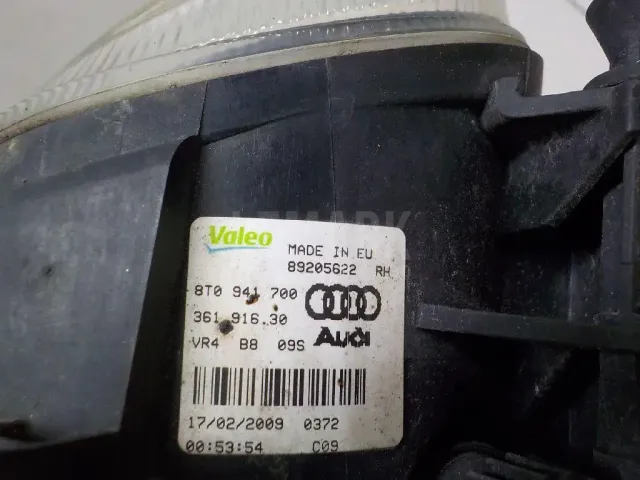 Valeo
MADE IN EU
89205622 RH
8T0 941 700
361 916.30
VR4 B8 09S
Audi
17/02/2009 0372
00:53:54 C09